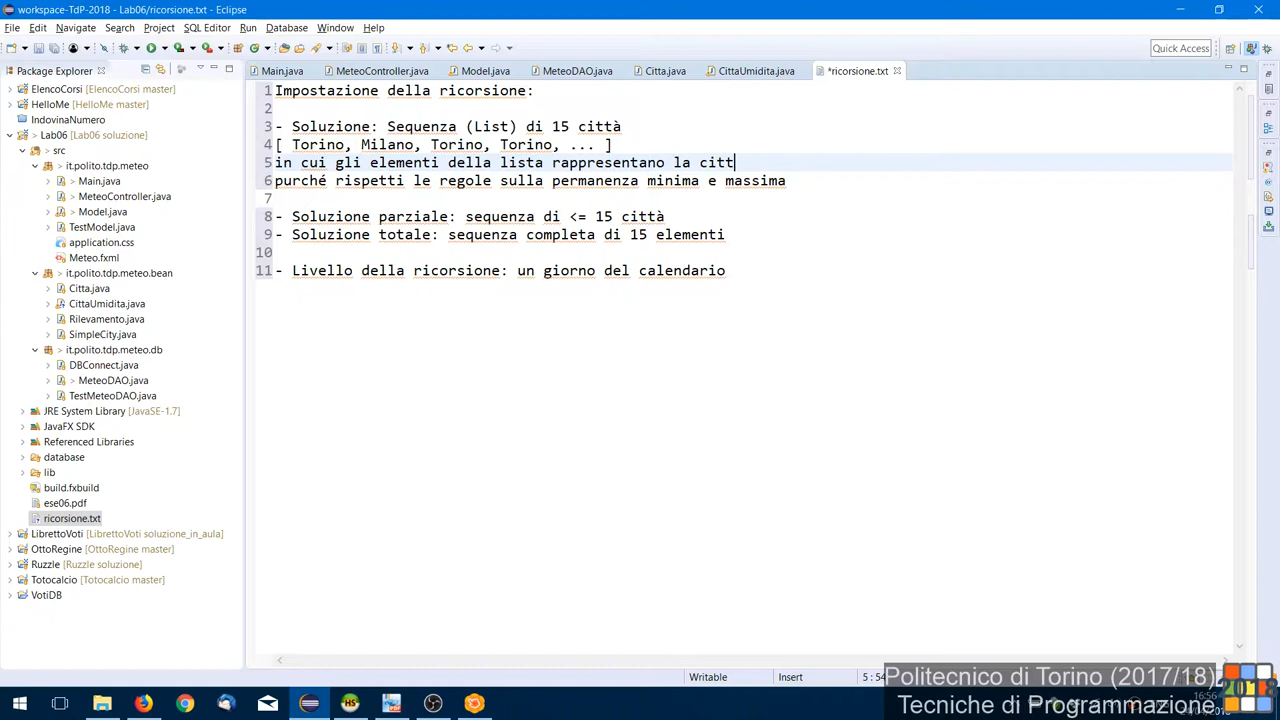 workspace-TdP-2018 - Lab06/ricorsione.txt - Eclipse
File Edit Navigate Search Project SQL Editor Run Database Window Help
Quick Access
Package Explorer
Main.java MeteoController.java Model.java MeteoDAO.java Citta.java CittaUmidita.java *ricorsione.txt
ElencoCorsi [ElencoCorsi master]
HelloMe [HelloMe master]
IndovinaNumero
> Lab06 [Lab06 soluzione]
> src
> it.polito.tdp.meteo
Main.java
> MeteoController.java
> Model.java
TestModel.java
application.css
Meteo.fxml
> it.polito.tdp.meteo.bean
Citta.java
CittaUmidita.java
Rilevamento.java
SimpleCity.java
> it.polito.tdp.meteo.db
DBConnect.java
> MeteoDAO.java
TestMeteoDAO.java
JRE System Library [JavaSE-1.7]
JavaFX SDK
Referenced Libraries
database
lib
build.fxbuild
ese06.pdf
ricorsione.txt
LibrettoVoti [LibrettoVoti soluzione_in_aula]
OttoRegine [OttoRegine master]
Ruzzle [Ruzzle soluzione]
Totocalcio [Totocalcio master]
VotiDB
1 Impostazione della ricorsione:
2
3 - Soluzione: Sequenza (List) di 15 città
4 [ Torino, Milano, Torino, Torino, ... ]
5 in cui gli elementi della lista rappresentano la citt
6 purché rispetti le regole sulla permanenza minima e massima
7
8 - Soluzione parziale: sequenza di <= 15 città
9 - Soluzione totale: sequenza completa di 15 elementi
10
11 - Livello della ricorsione: un giorno del calendario
Writable Insert 5 : 54
Politecnico di Torino (2017/18)
Tecniche di Programmazione
2018
16:56